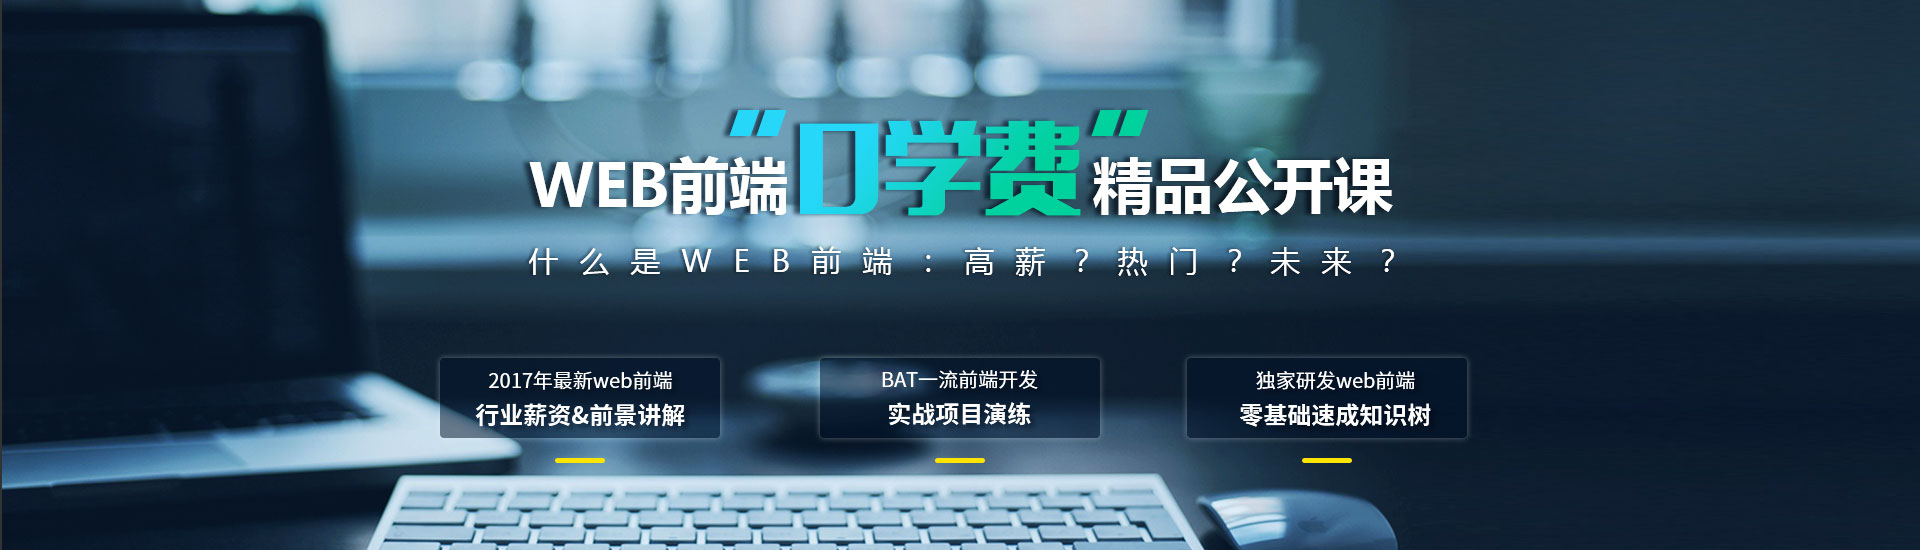 WEB前端“0学费“精品公开课
什么是WEB前端：高薪？热门？未来？
2017年最新web前端
行业薪资&前景讲解
BAT一流前端开发
实战项目演练
独家研发web前端
零基础速成知识树